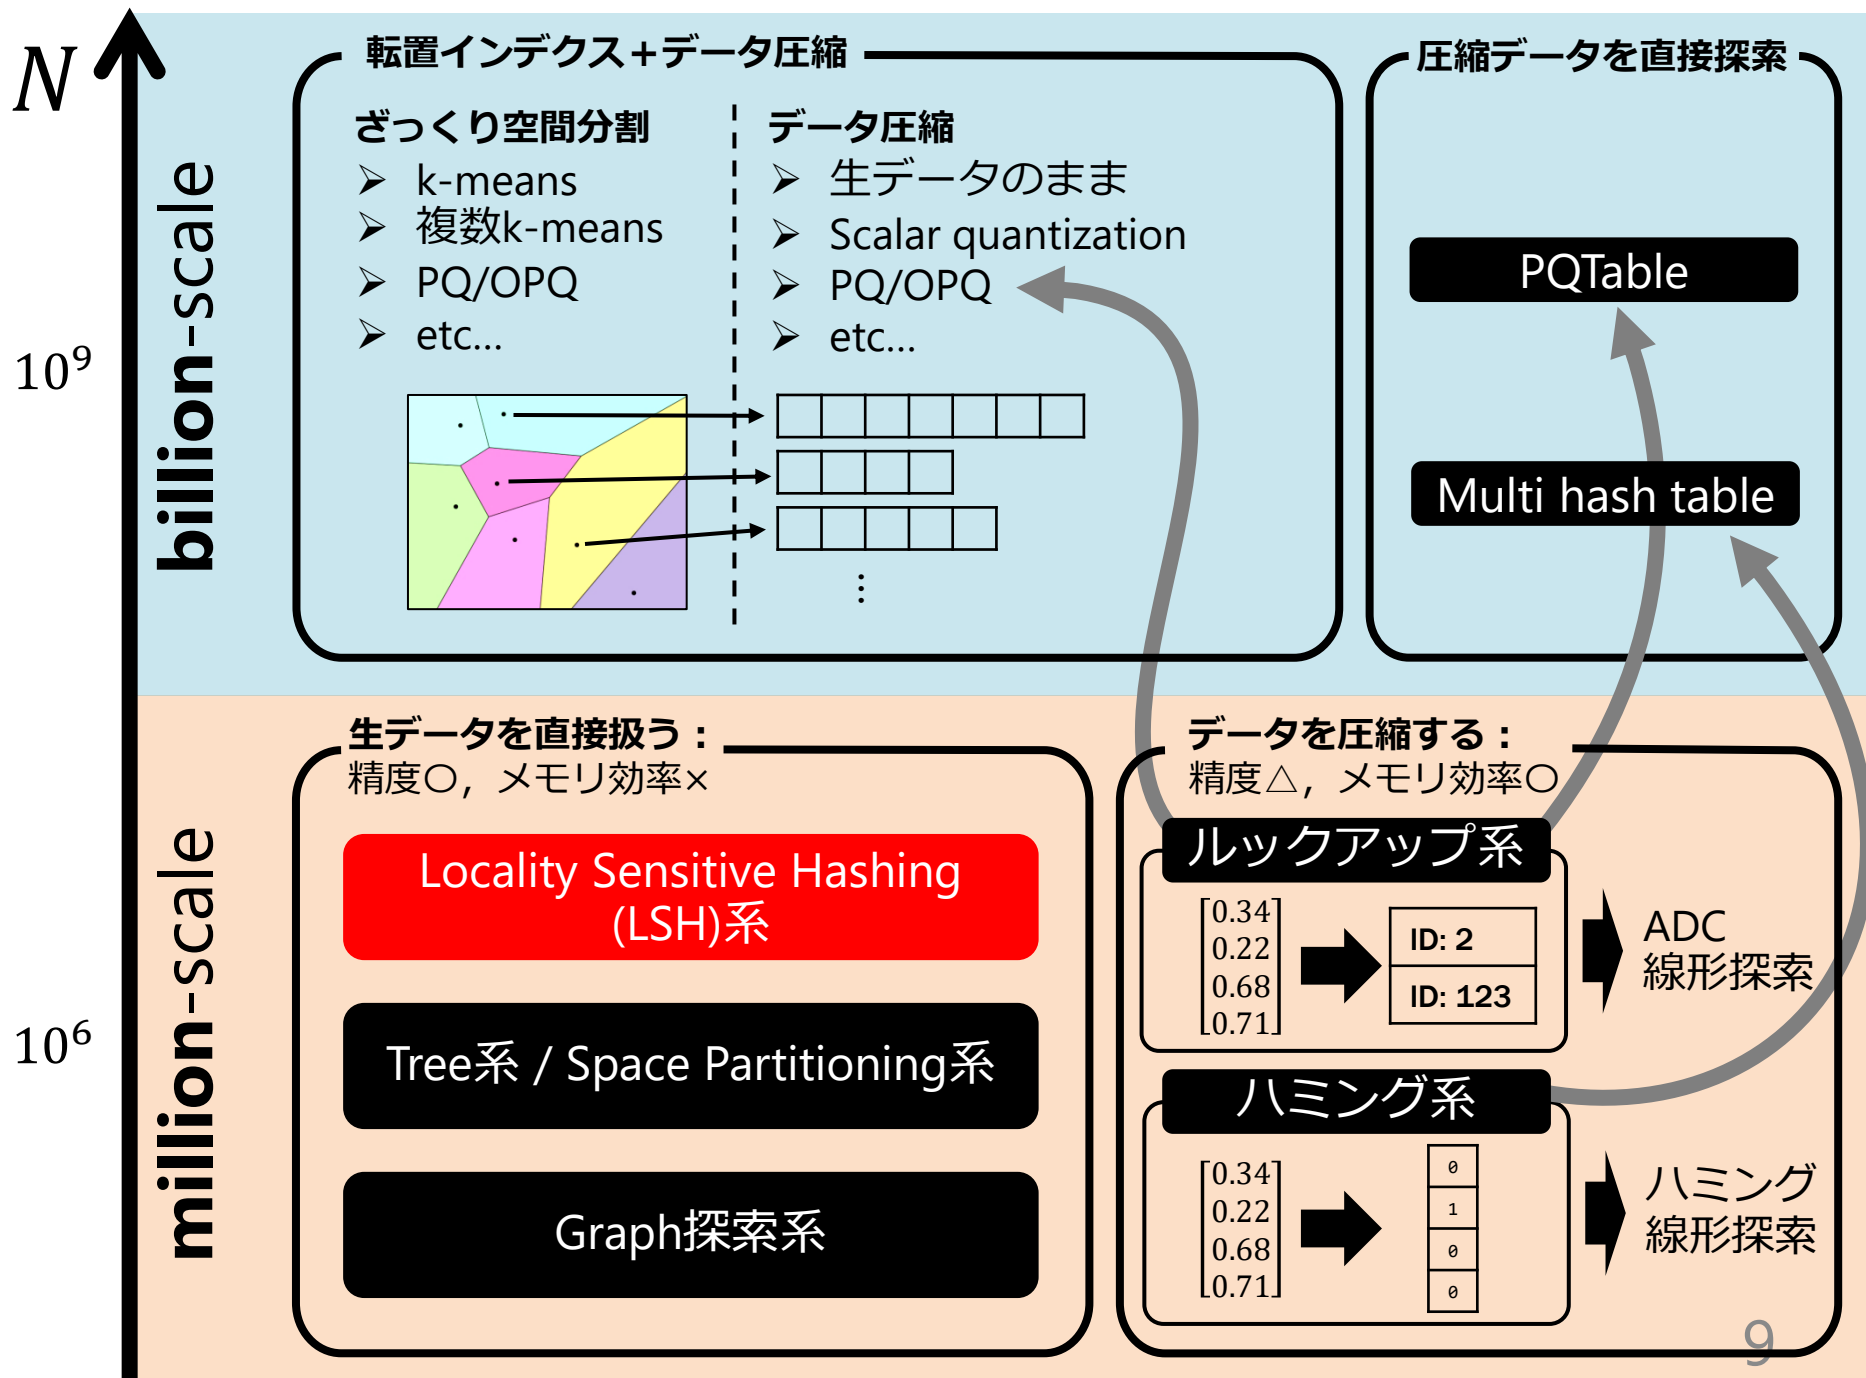 N
10⁹
10⁶
billion-scale
million-scale
転置インデクス＋データ圧縮
ざっくり空間分割
➢ k-means
➢ 複数k-means
➢ PQ/OPQ
➢ etc…
データ圧縮
➢ 生データのまま
➢ Scalar quantization
➢ PQ/OPQ
➢ etc…
⋮
圧縮データを直接探索
PQTable
Multi hash table
生データを直接扱う：
精度〇，メモリ効率×
Locality Sensitive Hashing
(LSH)系
Tree系 / Space Partitioning系
Graph探索系
データを圧縮する：
精度△，メモリ効率〇
ルックアップ系
0.34
0.22
0.68
0.71
ID: 2
ID: 123
ADC
線形探索
ハミング系
0.34
0.22
0.68
0.71
0
1
0
0
ハミング
線形探索
9